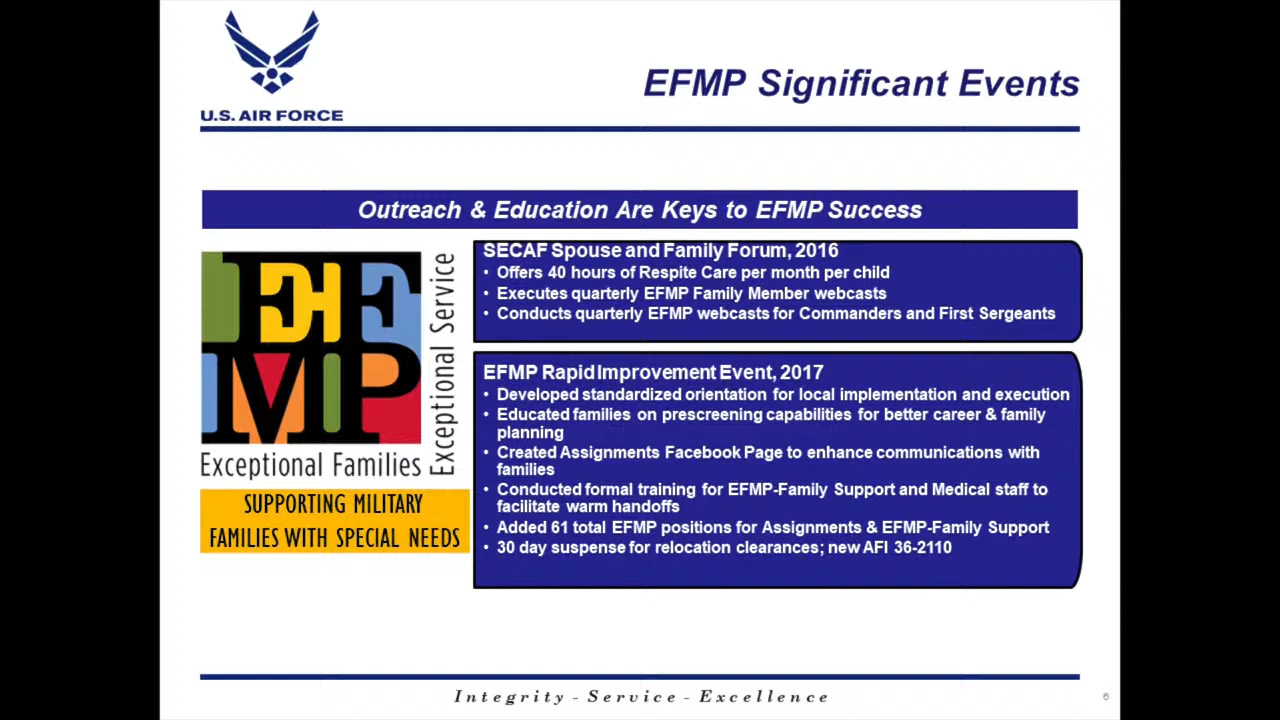 U.S. AIR FORCE
EFMP Significant Events
Outreach & Education Are Keys to EFMP Success
EFMP
Exceptional Service
Exceptional Families
SUPPORTING MILITARY
FAMILIES WITH SPECIAL NEEDS
SECAF Spouse and Family Forum, 2016
• Offers 40 hours of Respite Care per month per child
• Executes quarterly EFMP Family Member webcasts
• Conducts quarterly EFMP webcasts for Commanders and First Sergeants
EFMP Rapid Improvement Event, 2017
• Developed standardized orientation for local implementation and execution
• Educated families on prescreening capabilities for better career & family
planning
• Created Assignments Facebook Page to enhance communications with
families
• Conducted formal training for EFMP-Family Support and Medical staff to
facilitate warm handoffs
• Added 61 total EFMP positions for Assignments & EFMP-Family Support
• 30 day suspense for relocation clearances; new AFI 36-2110
Integrity - Service - Excellence
6